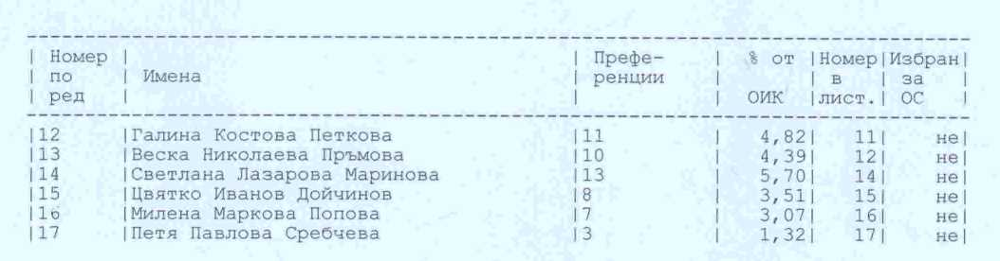 | Номер | | Префе- | % от |Номер|Избран|
| по | Имена | ренции | | в | за |
| ред | | | ОИК |лист.| ОС |
|12 |Галина Костова Петкова |11 | 4,82| 11| не|
|13 |Веска Николаева Пръмова |10 | 4,39| 12| не|
|14 |Светлана Лазарова Маринова |13 | 5,70| 14| не|
|15 |Цвятко Иванов Дойчинов |8 | 3,51| 15| не|
|16 |Милена Маркова Попова |7 | 3,07| 16| не|
|17 |Петя Павлова Сребчева |3 | 1,32| 17| не|